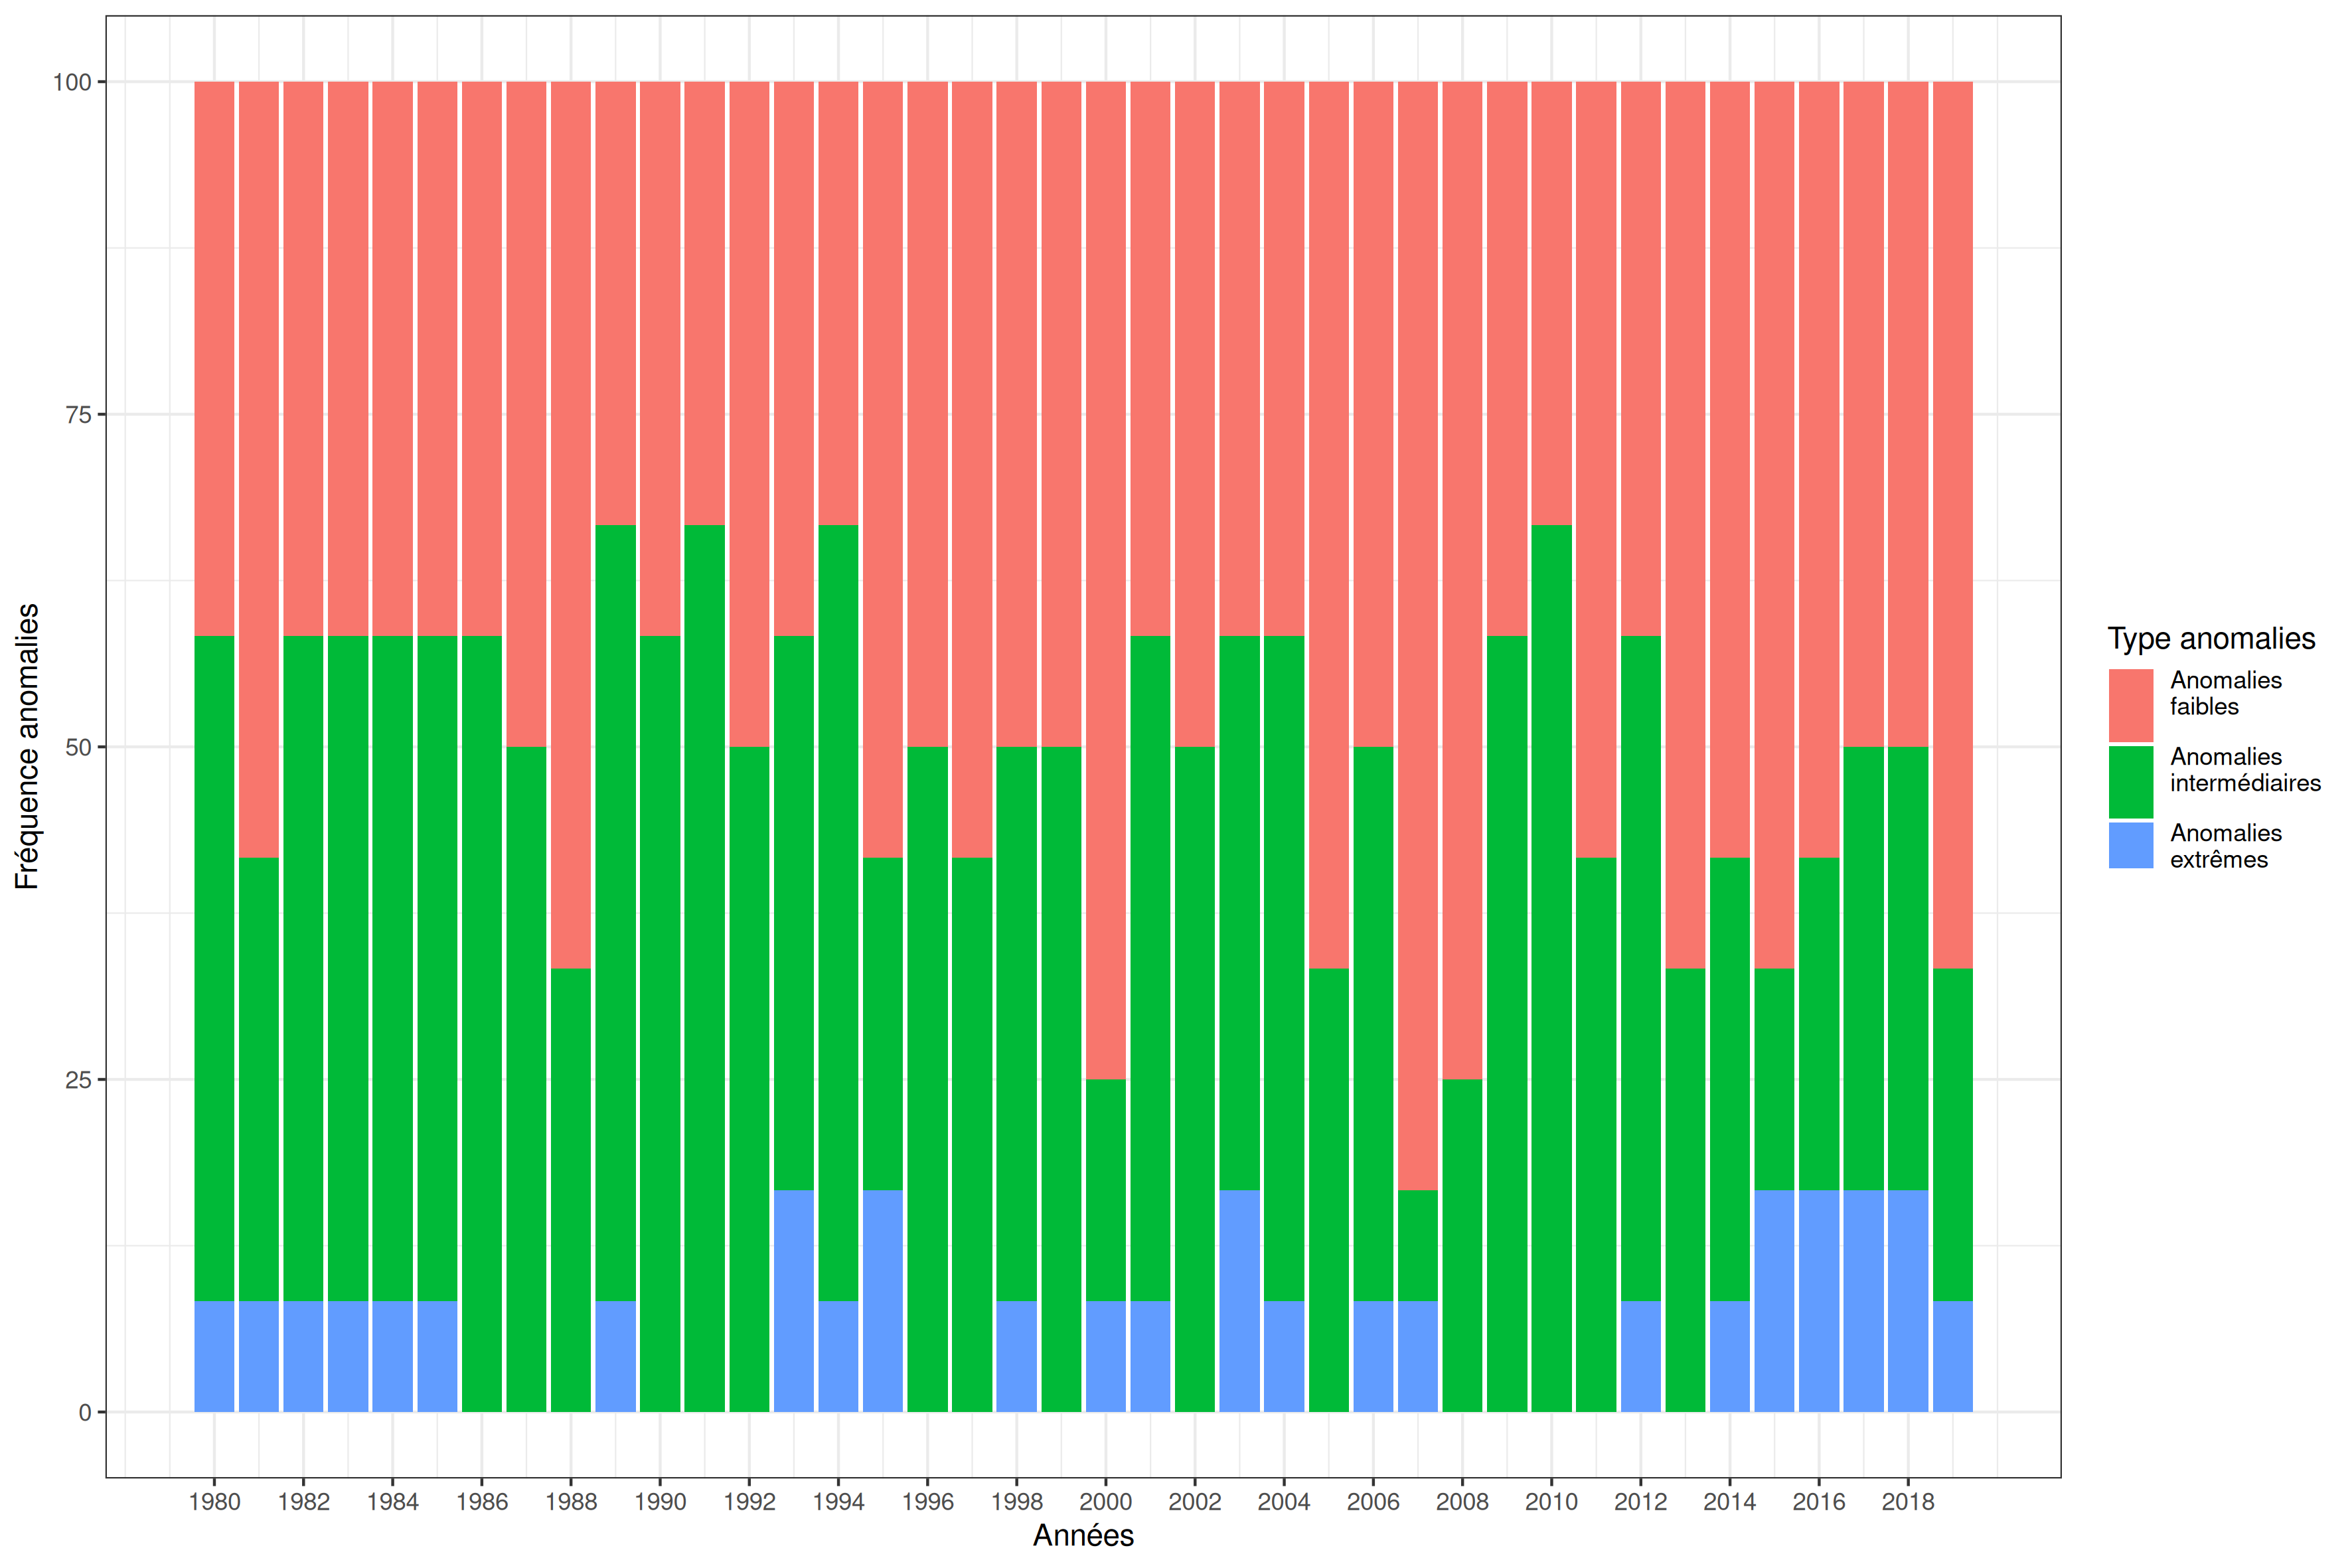 Fréquence anomalies
100
75
50
25
0
1980 1982 1984 1986 1988 1990 1992 1994 1996 1998 2000 2002 2004 2006 2008 2010 2012 2014 2016 2018
Années
Type anomalies
Anomalies
faibles
Anomalies
intermédiaires
Anomalies
extrêmes